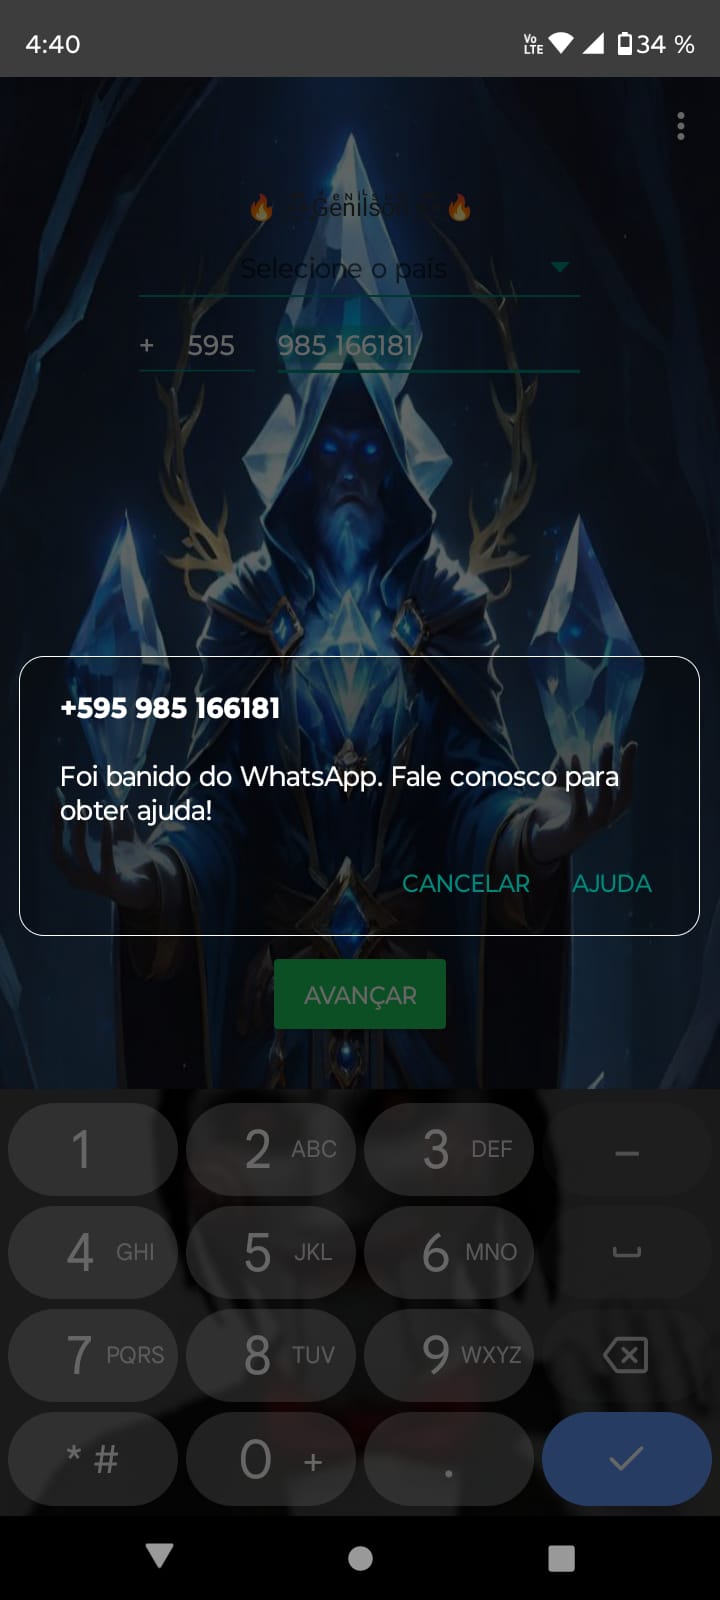 4:40
Vo
LTE
34 %
🔥 Genilson 🔥
Selecione o país
+ 595 985 166181
+595 985 166181
Foi banido do WhatsApp. Fale conosco para
obter ajuda!
CANCELAR AJUDA
AVANÇAR
1 2 ABC 3 DEF –
4 GHI 5 JKL 6 MNO
7 PQRS 8 TUV 9 WXYZ
* # 0 + .